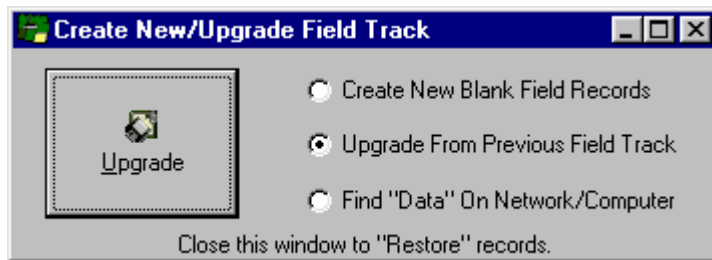 Create New/Upgrade Field Track
Create New Blank Field Records
Upgrade
Upgrade From Previous Field Track
Find "Data" On Network/Computer
Close this window to "Restore" records.